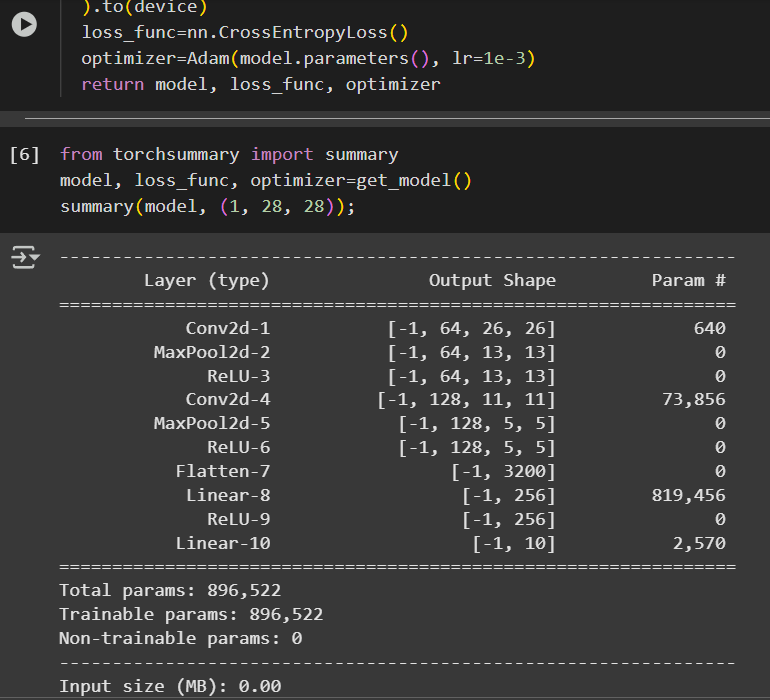 ).to(device)
loss_func=nn.CrossEntropyLoss()
optimizer=Adam(model.parameters(), lr=1e-3)
return model, loss_func, optimizer
[6] from torchsummary import summary
model, loss_func, optimizer=get_model()
summary(model, (1, 28, 28));
----------------------------------------------------------------
Layer (type) Output Shape Param #
================================================================
Conv2d-1 [-1, 64, 26, 26] 640
MaxPool2d-2 [-1, 64, 13, 13] 0
ReLU-3 [-1, 64, 13, 13] 0
Conv2d-4 [-1, 128, 11, 11] 73,856
MaxPool2d-5 [-1, 128, 5, 5] 0
ReLU-6 [-1, 128, 5, 5] 0
Flatten-7 [-1, 3200] 0
Linear-8 [-1, 256] 819,456
ReLU-9 [-1, 256] 0
Linear-10 [-1, 10] 2,570
================================================================
Total params: 896,522
Trainable params: 896,522
Non-trainable params: 0
----------------------------------------------------------------
Input size (MB): 0.00